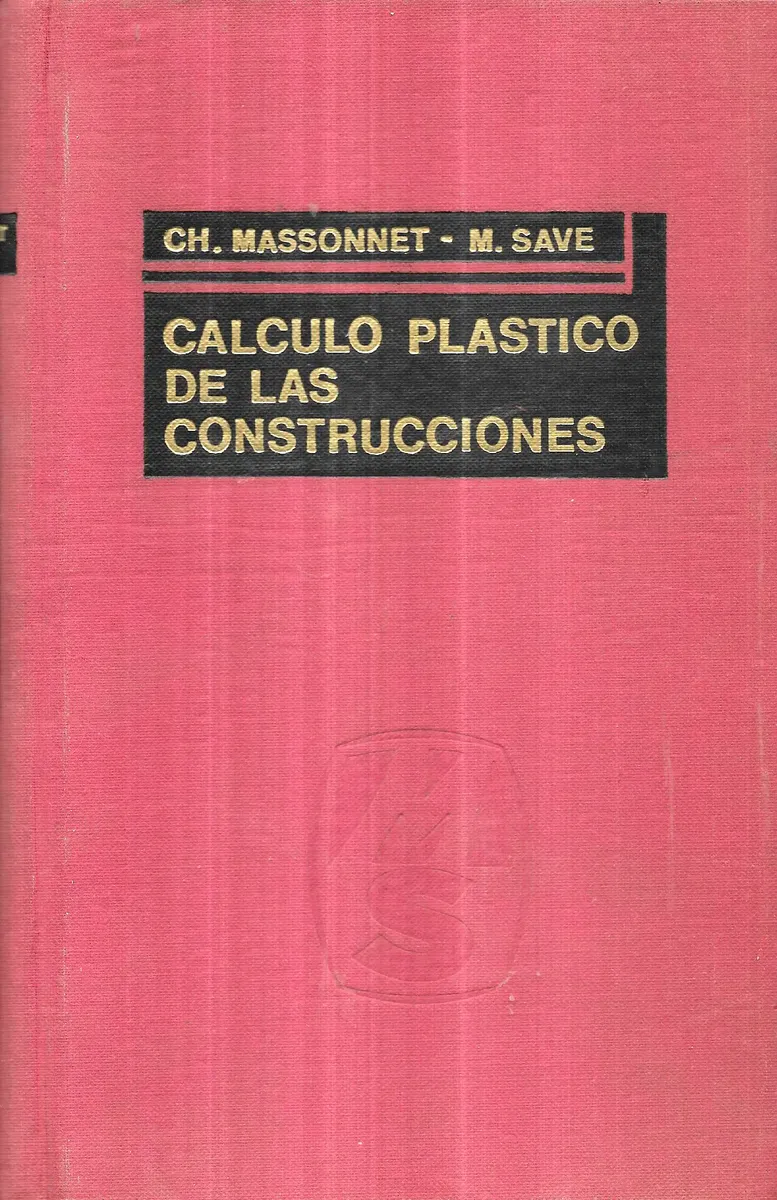 CH. MASSONNET - M. SAVE
CALCULO PLASTICO
DE LAS
CONSTRUCCIONES